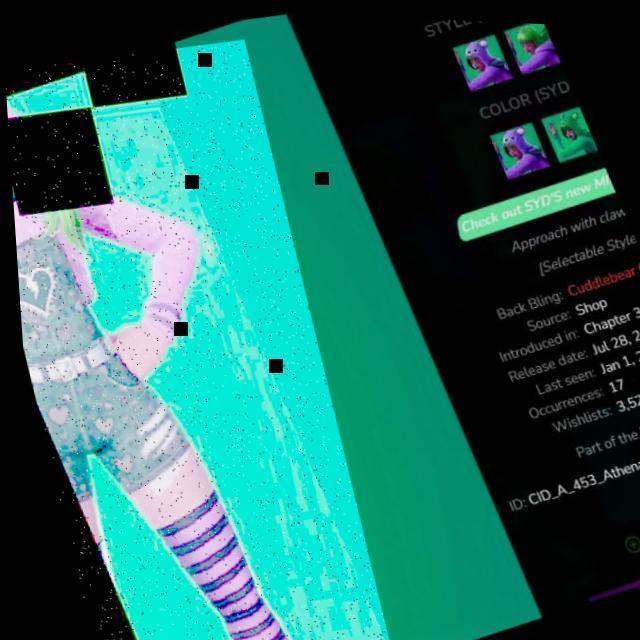 STYLE
COLOR (SYD
Check out SYD'S new
Approach with claw
[Selectable Style
Back Bling: Cuddlebear
Source: Shop
Introduced in: Chapter 3
Release date: Jul 28, 2
Last seen: Jan 1,
Occurrences: 17
Wishlists: 3,52
Part of the
ID: CID_A_453_Athena